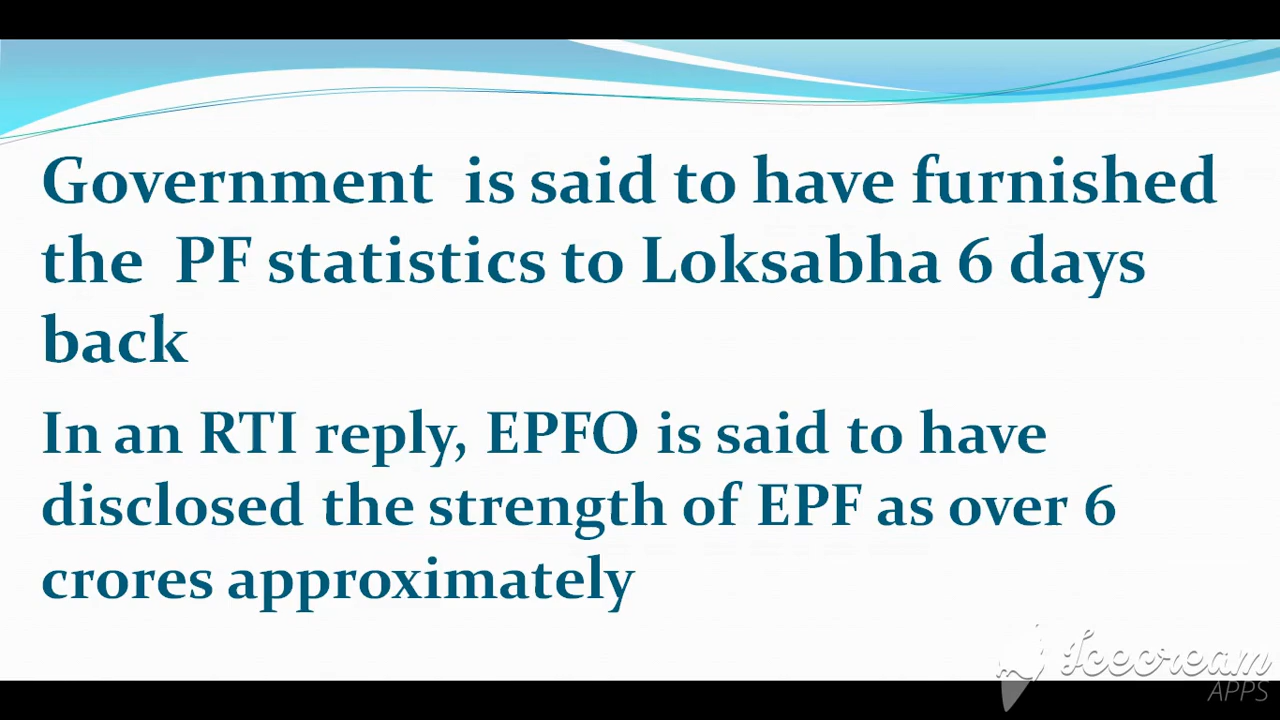 Government is said to have furnished
the PF statistics to Loksabha 6 days
back
In an RTI reply, EPFO is said to have
disclosed the strength of EPF as over 6
crores approximately
Icecream
APPS